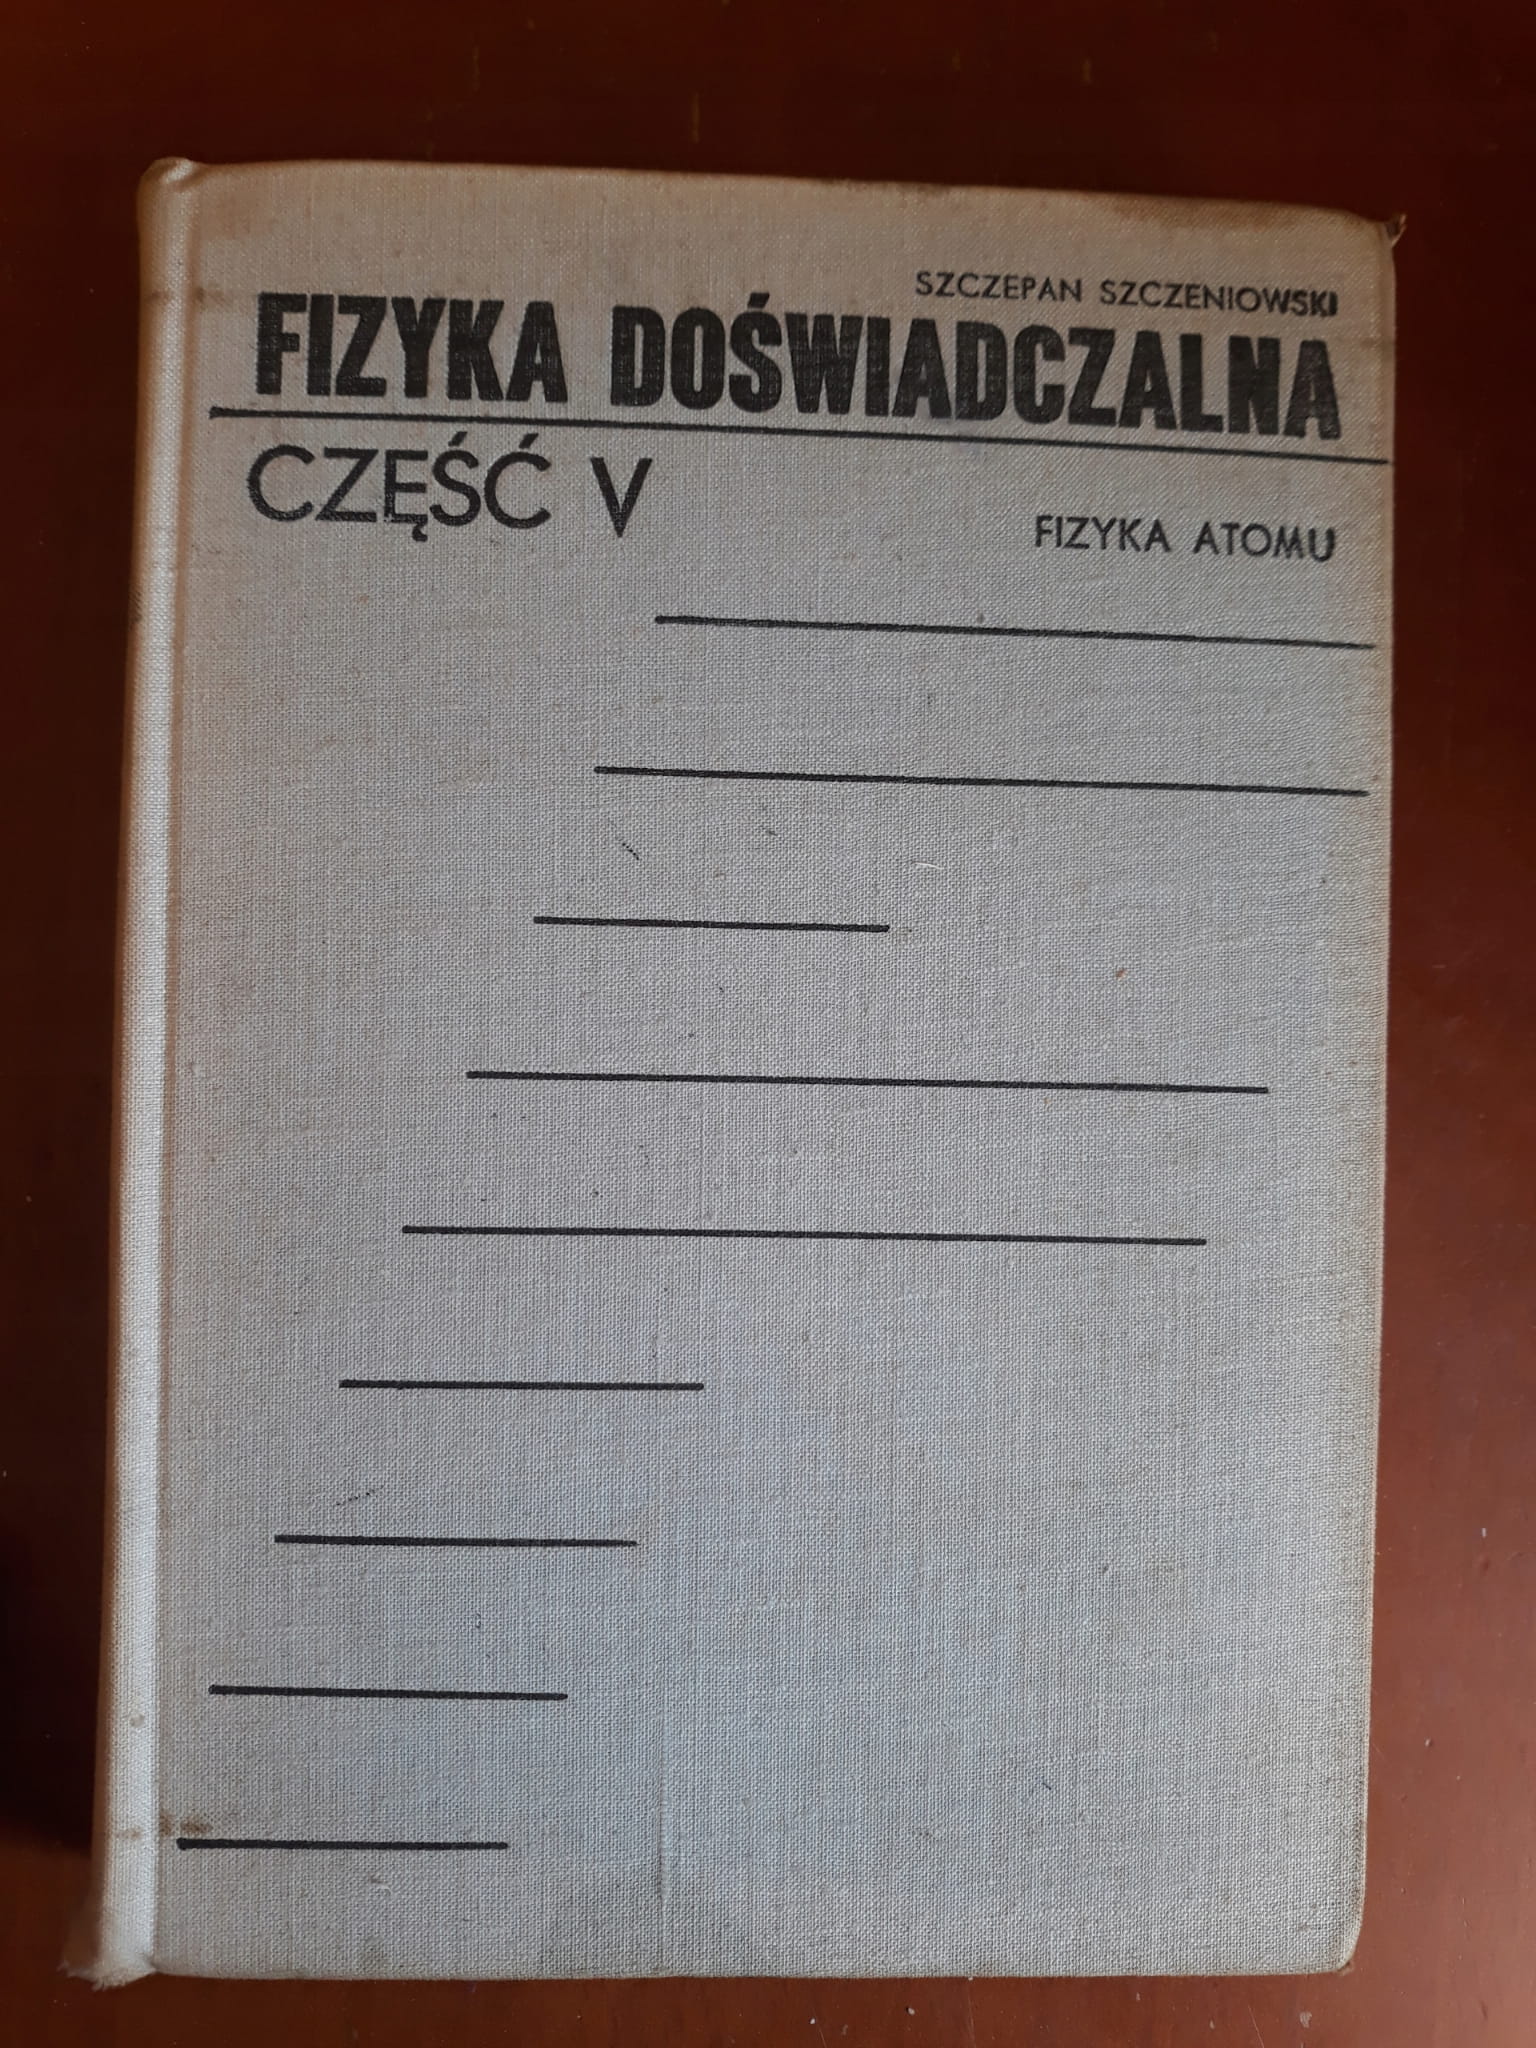 SZCZEPAN SZCZENIOWSKI
FIZYKA DOŚWIADCZALNA
CZĘŚĆ V
FIZYKA ATOMU